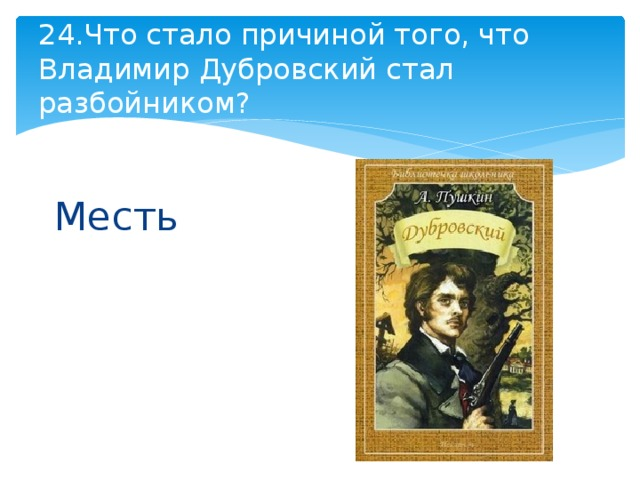 24.Что стало причиной того, что
Владимир Дубровский стал
разбойником?
Месть
Библиотечка школьника
А. Пушкин
Дубровский